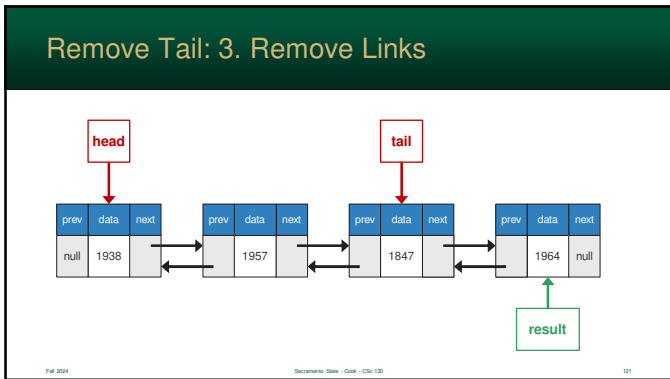 Remove Tail: 3. Remove Links
head
tail
prev data next
null 1938
prev data next
1957
prev data next
1847
prev data next
1964 null
result
Fall 2024
Sacramento State - Cook - CSc 130
121